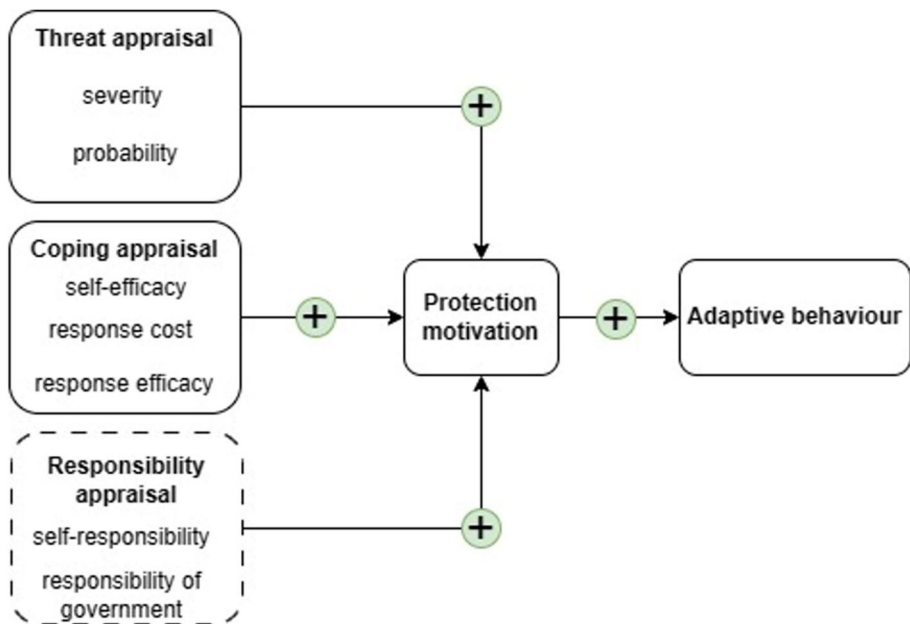 Threat appraisal
severity
probability
+
Coping appraisal
self-efficacy
response cost
response efficacy
+
Protection
motivation
+
Adaptive behaviour
Responsibility
appraisal
self-responsibility
responsibility of
government
+